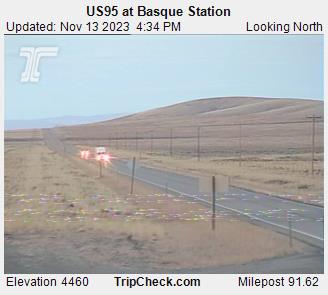 US95 at Basque Station
Updated: Nov 13 2023 4:34 PM Looking North
Elevation 4460 TripCheck.com Milepost 91.62